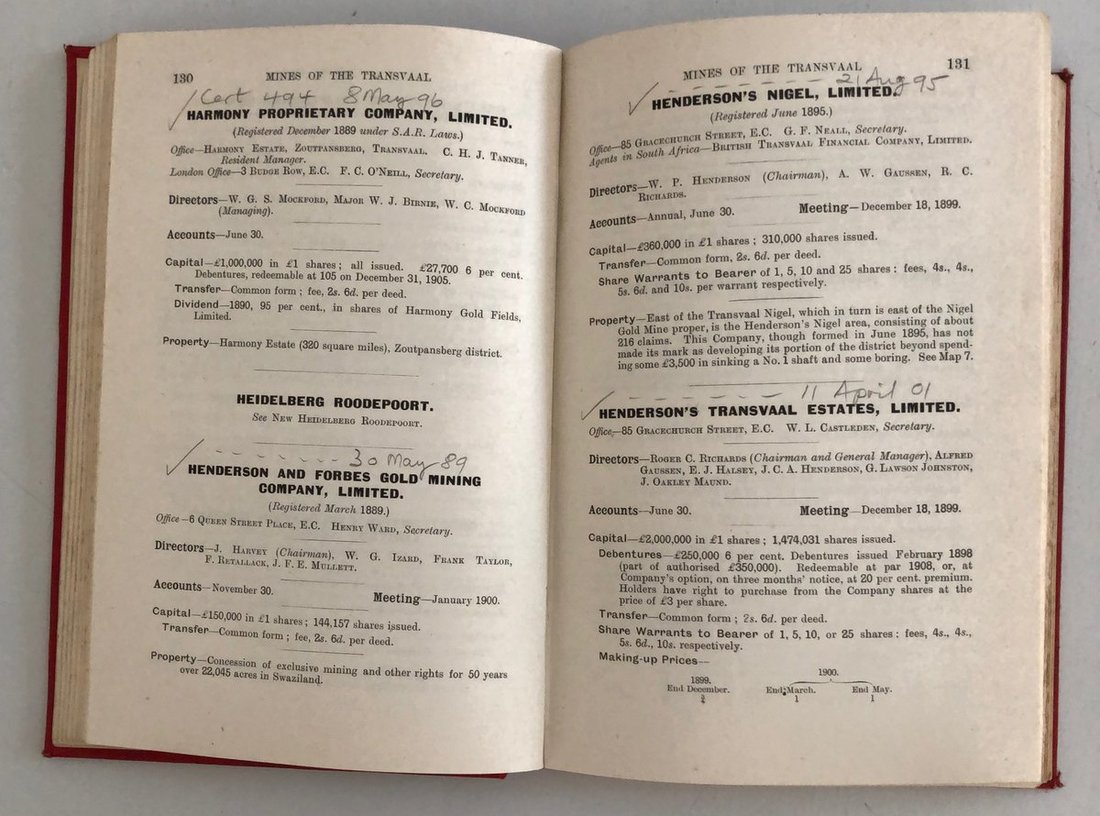 130
MINES OF THE TRANSVAAL
Cert 494 8 May 96
HARMONY PROPRIETARY COMPANY, LIMITED.
(Registered December 1889 under S.A.R. Laws.)
Office—HARMONY ESTATE, ZOUTPANSBERG, TRANSVAAL. C. H. J. TANNER,
Resident Manager.
London Office—3 BUDGE ROW, E.C. F. C. O'NEILL, Secretary.
Directors—W. G. S. MOCKFORD, MAJOR W. J. BIRNIE, W. C. MOCKFORD
(Managing).
Accounts—June 30.
Capital—£1,000,000 in £1 shares; all issued. £27,700 6 per cent.
Debentures, redeemable at 105 on December 31, 1905.
Transfer—Common form; fee, 2s. 6d. per deed.
Dividend—1890, 95 per cent., in shares of Harmony Gold Fields,
Limited.
Property—Harmony Estate (320 square miles), Zoutpansberg district.
HEIDELBERG ROODEPOORT.
See NEW HEIDELBERG ROODEPOORT.
30 May 89
HENDERSON AND FORBES GOLD MINING
COMPANY, LIMITED.
(Registered March 1889.)
Office—6 QUEEN STREET PLACE, E.C. HENRY WARD, Secretary.
Directors—J. HARVEY (Chairman), W. G. IZARD, FRANK TAYLOR,
F. RETALLACK, J. F. E. MULLETT.
Accounts—November 30.
Meeting—January 1900.
Capital—£150,000 in £1 shares; 144,157 shares issued.
Transfer—Common form; fee, 2s. 6d. per deed.
Property—Concession of exclusive mining and other rights for 50 years
over 22,045 acres in Swaziland.
MINES OF THE TRANSVAAL
131
21 Aug 95
HENDERSON'S NIGEL, LIMITED.
(Registered June 1895.)
Office—85 GRACECHURCH STREET, E.C. G. F. NEALL, Secretary.
Agents in South Africa—BRITISH TRANSVAAL FINANCIAL COMPANY, LIMITED.
Directors—W. P. HENDERSON (Chairman), A. W. GAUSSEN, R. C.
RICHARDS.
Accounts—Annual, June 30. Meeting—December 18, 1899.
Capital—£360,000 in £1 shares; 310,000 shares issued.
Transfer—Common form, 2s. 6d. per deed.
Share Warrants to Bearer of 1, 5, 10 and 25 shares: fees, 4s., 4s.,
5s. 6d. and 10s. per warrant respectively.
Property—East of the Transvaal Nigel, which in turn is east of the Nigel
Gold Mine proper, is the Henderson's Nigel area, consisting of about
216 claims. This Company, though formed in June 1895, has not
made its mark as developing its portion of the district beyond spend-
ing some £3,500 in sinking a No. 1 shaft and some boring. See Map 7.
11 April 01
HENDERSON'S TRANSVAAL ESTATES, LIMITED.
Office—85 GRACECHURCH STREET, E.C. W. L. CASTLEDEN, Secretary.
Directors—ROGER C. RICHARDS (Chairman and General Manager), ALFRED
GAUSSEN, E. J. HALSEY, J. C. A. HENDERSON, G. LAWSON JOHNSTON,
J. OAKLEY MAUND.
Accounts—June 30. Meeting—December 18, 1899.
Capital—£2,000,000 in £1 shares; 1,474,031 shares issued.
Debentures—£250,000 6 per cent. Debentures issued February 1898
(part of authorised £350,000). Redeemable at par 1908, or, at
Company's option, on three months' notice, at 20 per cent. premium.
Holders have right to purchase from the Company shares at the
price of £3 per share.
Transfer—Common form; 2s. 6d. per deed.
Share Warrants to Bearer of 1, 5, 10, or 25 shares: fees, 4s., 4s.,
5s. 6d., 10s. respectively.
Making-up Prices—
1899. 1900.
End December. End March. End May.
1 1